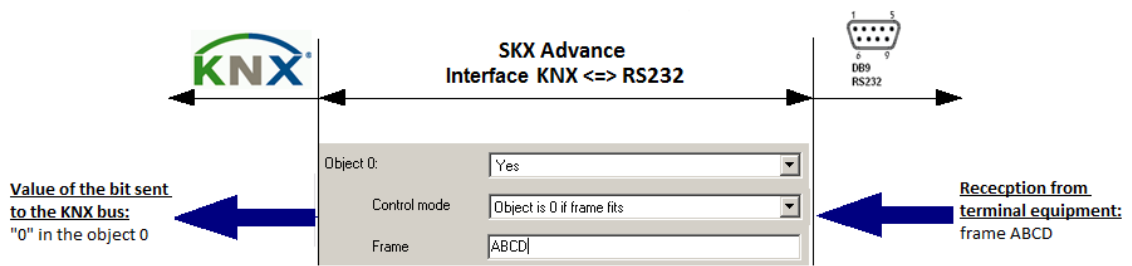 1 5
KNX
SKX Advance
Interface KNX <=> RS232
6 9
DB9
RS232
Object 0:
Yes
Value of the bit sent
to the KNX bus:
"0" in the object 0
Control mode
Object is 0 if frame fits
Frame
ABCD
Rececption from
terminal equipment:
frame ABCD